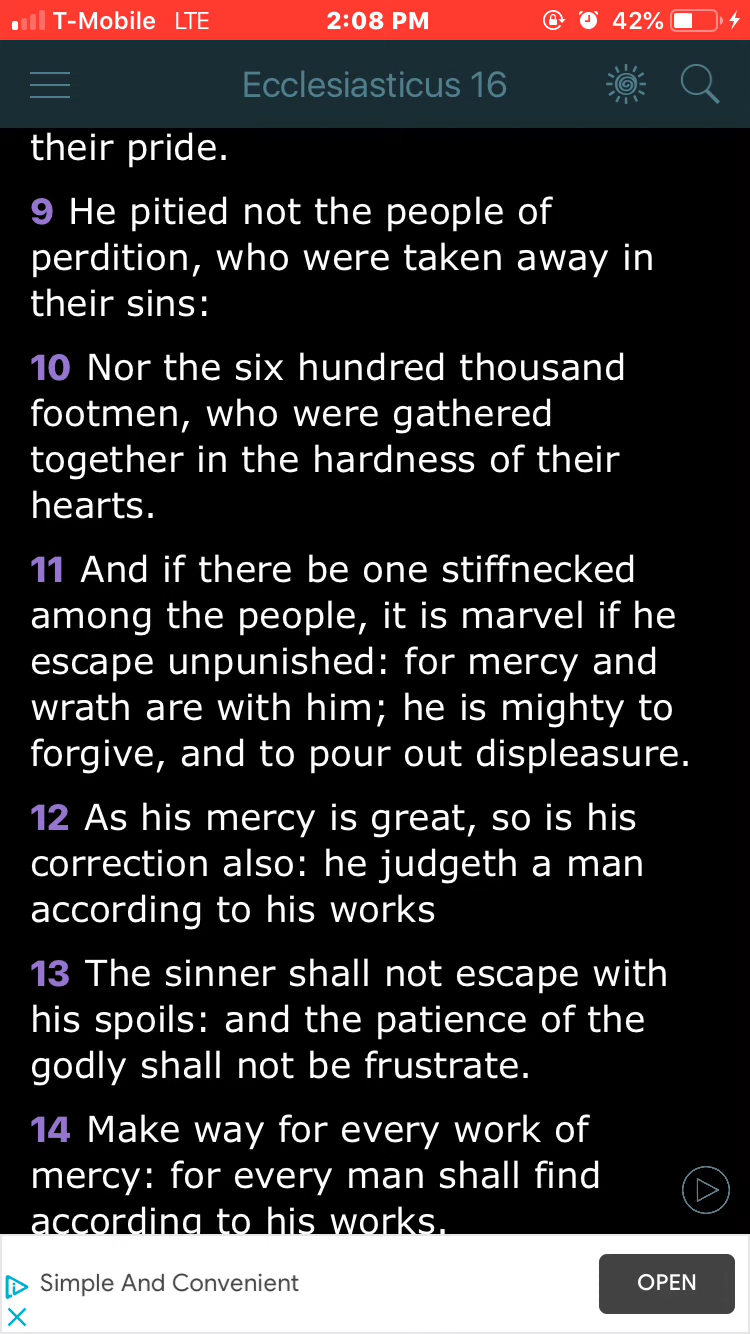 T-Mobile LTE 2:08 PM 42%
Ecclesiasticus 16
their pride.
9 He pitied not the people of
perdition, who were taken away in
their sins:
10 Nor the six hundred thousand
footmen, who were gathered
together in the hardness of their
hearts.
11 And if there be one stiffnecked
among the people, it is marvel if he
escape unpunished: for mercy and
wrath are with him; he is mighty to
forgive, and to pour out displeasure.
12 As his mercy is great, so is his
correction also: he judgeth a man
according to his works
13 The sinner shall not escape with
his spoils: and the patience of the
godly shall not be frustrate.
14 Make way for every work of
mercy: for every man shall find
according to his works.
Simple And Convenient
OPEN